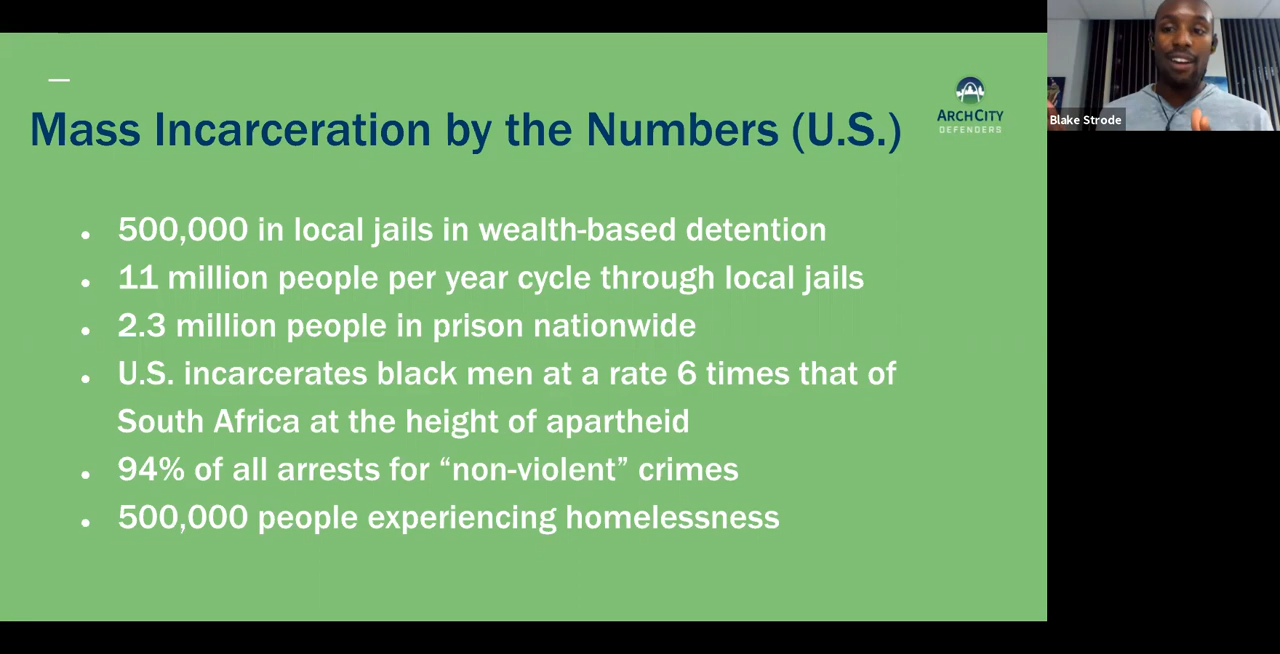 Mass Incarceration by the Numbers (U.S.)
ARCHCITY
DEFENDERS
Blake Strode
• 500,000 in local jails in wealth-based detention
• 11 million people per year cycle through local jails
• 2.3 million people in prison nationwide
• U.S. incarcerates black men at a rate 6 times that of
South Africa at the height of apartheid
• 94% of all arrests for “non-violent” crimes
• 500,000 people experiencing homelessness